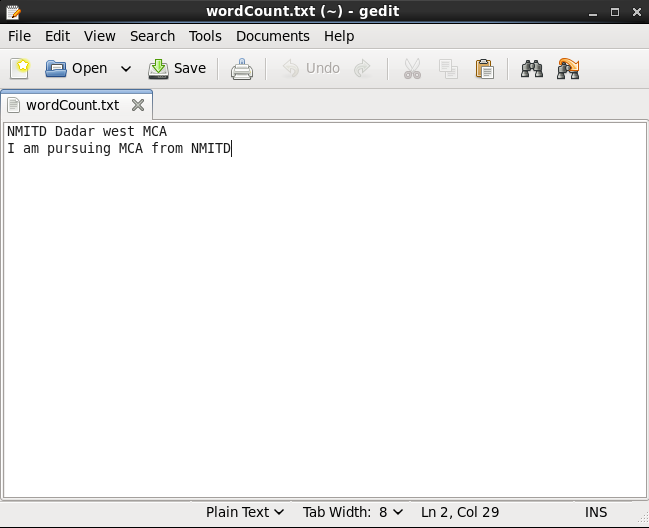 wordCount.txt (~) - gedit
File Edit View Search Tools Documents Help
Open Save Undo
wordCount.txt
NMITD Dadar west MCA
I am pursuing MCA from NMITD
Plain Text Tab Width: 8 Ln 2, Col 29 INS